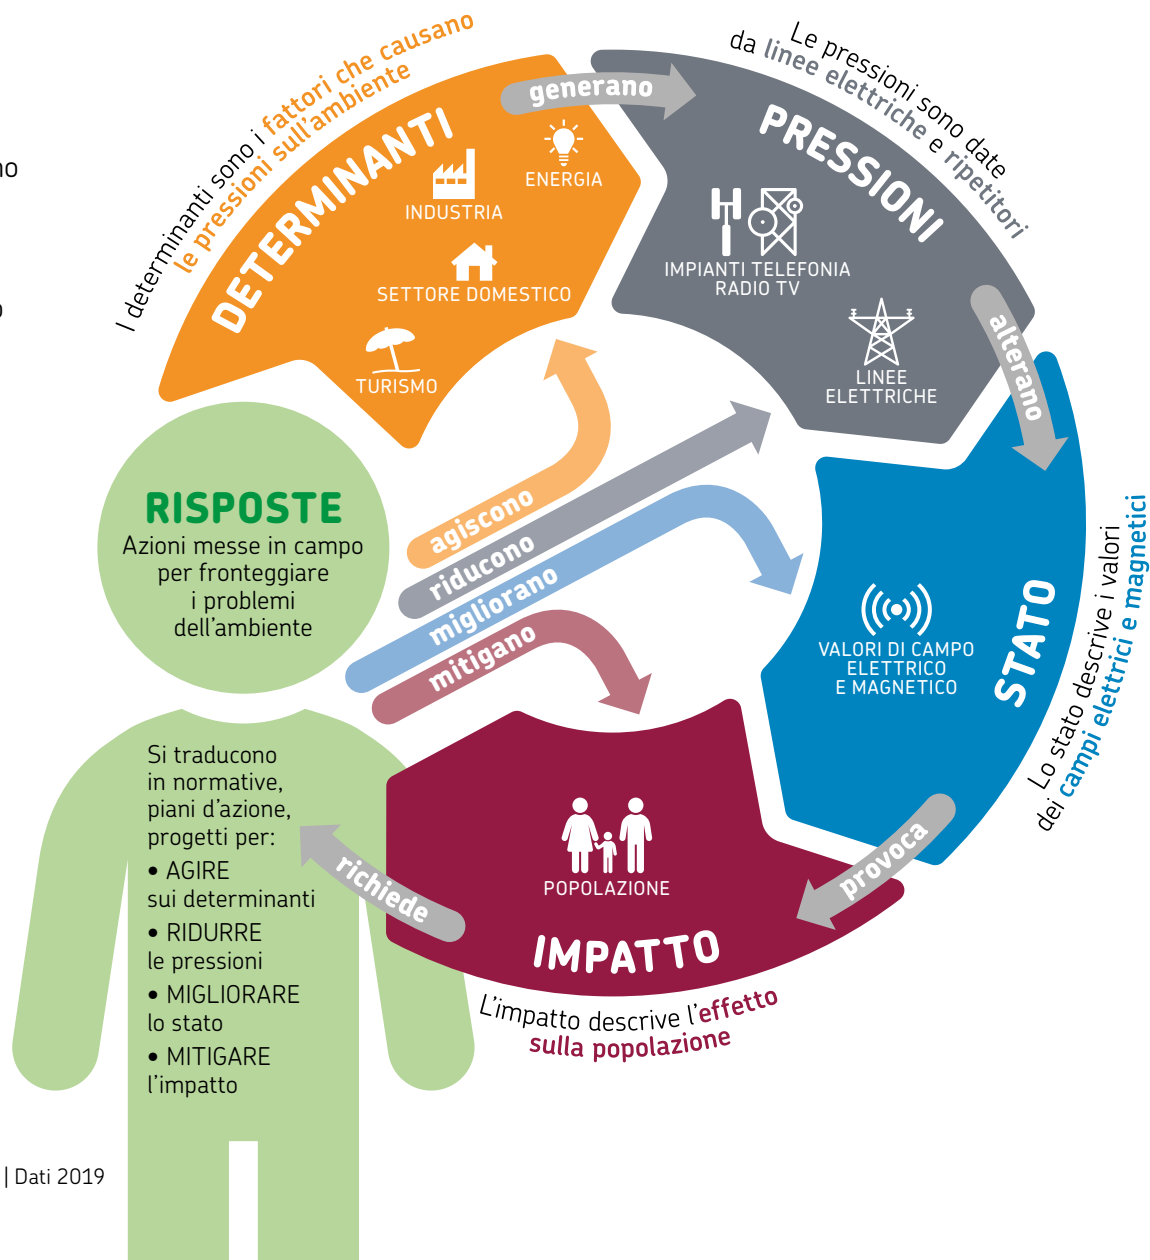 I determinanti sono i fattori che causano
le pressioni sull'ambiente
DETERMINANTI
ENERGIA
INDUSTRIA
SETTORE DOMESTICO
TURISMO
generano
Le pressioni sono date
da linee elettriche e ripetitori
PRESSIONI
IMPIANTI TELEFONIA
RADIO TV
LINEE
ELETTRICHE
alterano
STATO
VALORI DI CAMPO
ELETTRICO
E MAGNETICO
Lo stato descrive i valori
dei campi elettrici e magnetici
provoca
POPOLAZIONE
IMPATTO
L'impatto descrive l'effetto
sulla popolazione
richiede
RISPOSTE
Azioni messe in campo
per fronteggiare
i problemi
dell'ambiente
agiscono
riducono
migliorano
mitigano
Si traducono
in normative,
piani d'azione,
progetti per:
• AGIRE
sui determinanti
• RIDURRE
le pressioni
• MIGLIORARE
lo stato
• MITIGARE
l'impatto
| Dati 2019